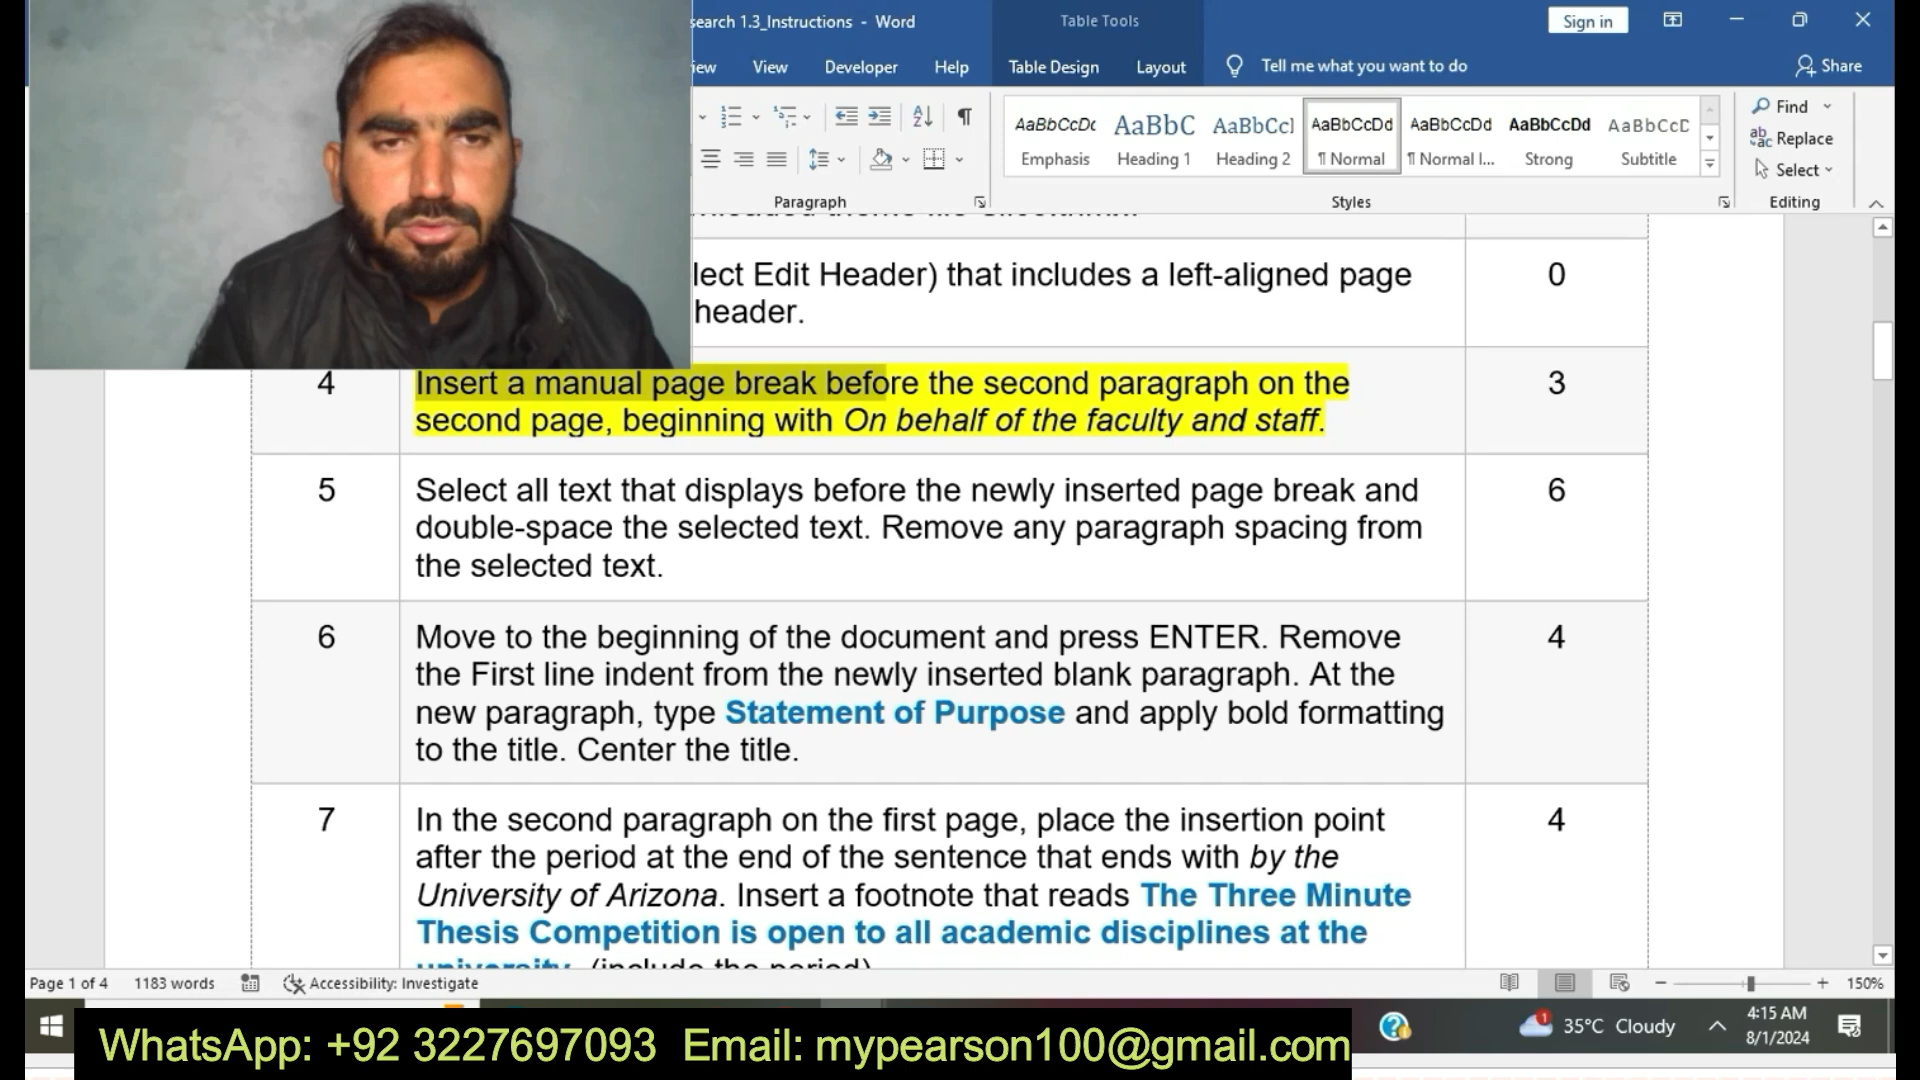 search 1.3_Instructions - Word
Table Tools
Sign in
View
Developer
Help
Table Design
Layout
Tell me what you want to do
Share
AaBbCcDc
AaBbC
AaBbCcl
AaBbCcDd
AaBbCcDd
AaBbCcDd
AaBbCcC
Emphasis
Heading 1
Heading 2
¶ Normal
¶ Normal I...
Strong
Subtitle
Find
Replace
Select
Paragraph
Styles
Editing
lect Edit Header) that includes a left-aligned page
header.
0
4
Insert a manual page break before the second paragraph on the
second page, beginning with On behalf of the faculty and staff.
3
5
Select all text that displays before the newly inserted page break and
double-space the selected text. Remove any paragraph spacing from
the selected text.
6
6
Move to the beginning of the document and press ENTER. Remove
the First line indent from the newly inserted blank paragraph. At the
new paragraph, type Statement of Purpose and apply bold formatting
to the title. Center the title.
4
7
In the second paragraph on the first page, place the insertion point
after the period at the end of the sentence that ends with by the
University of Arizona. Insert a footnote that reads The Three Minute
Thesis Competition is open to all academic disciplines at the
university. (include the period)
4
Page 1 of 4
1183 words
Accessibility: Investigate
150%
35°C Cloudy
4:15 AM
8/1/2024
WhatsApp: +92 3227697093 Email: mypearson100@gmail.com